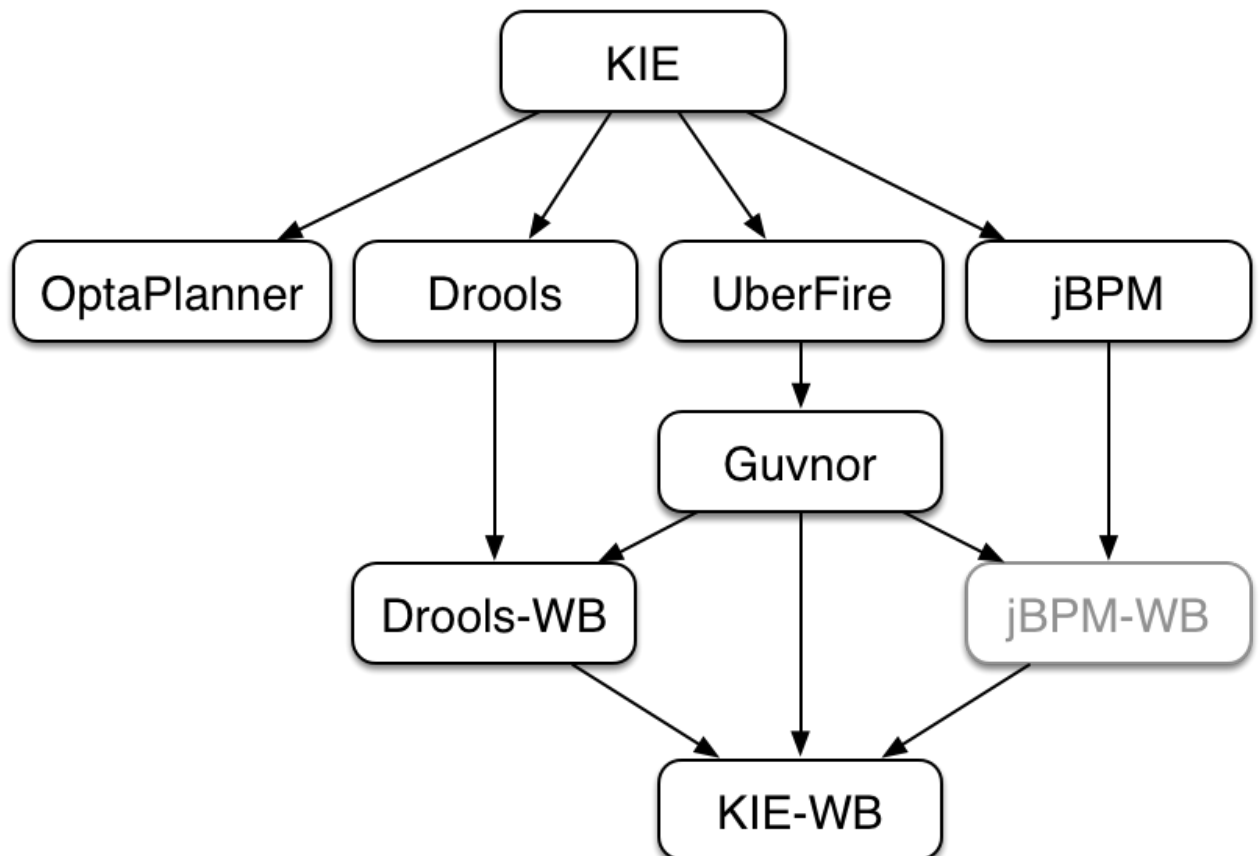 KIE
OptaPlanner
Drools
UberFire
jBPM
Guvnor
Drools-WB
jBPM-WB
KIE-WB